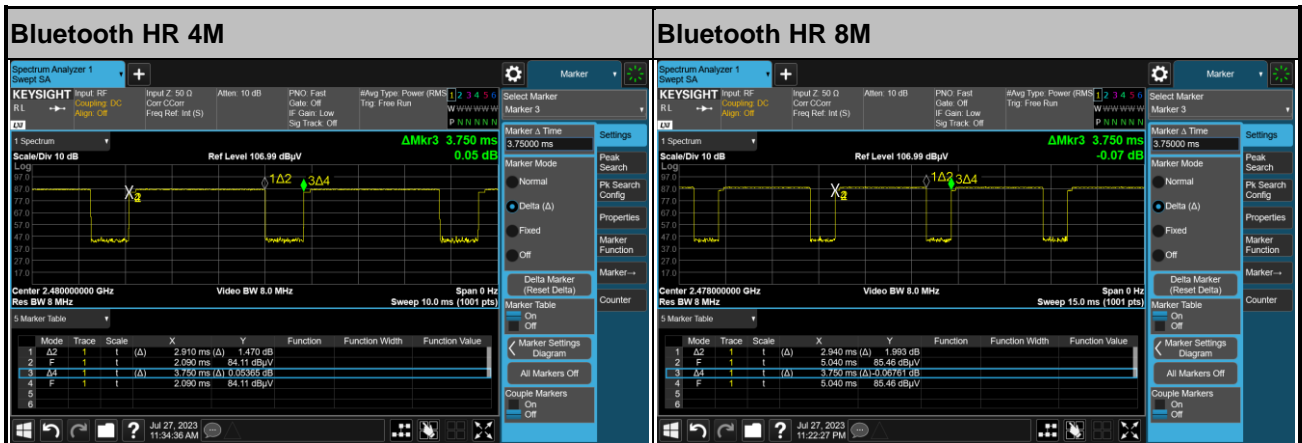 Bluetooth HR 4M
Spectrum Analyzer 1
Swept SA
+
Marker
KEYSIGHT
RL
LXI
Input: RF
Coupling: DC
Align: Off
Input Z: 50 Ω
Corr CCorr
Freq Ref: Int (S)
Atten: 10 dB
PNO: Fast
Gate: Off
IF Gain: Low
Sig Track: Off
#Avg Type: Power (RMS
Trig: Free Run
1 2 3 4 5 6
W W W W W W
P N N N N N
Select Marker
Marker 3
1 Spectrum
ΔMkr3 3.750 ms
0.05 dB
Scale/Div 10 dB
Ref Level 106.99 dBµV
Log
97.0
87.0
77.0
67.0
57.0
47.0
37.0
27.0
17.0
X2
1Δ2
3Δ4
Center 2.480000000 GHz
Res BW 8 MHz
Video BW 8.0 MHz
Span 0 Hz
Sweep 10.0 ms (1001 pts)
Marker Δ Time
3.75000 ms
Marker Mode
Normal
Delta (Δ)
Fixed
Off
Delta Marker
(Reset Delta)
Marker Table
On
Off
Marker Settings
Diagram
All Markers Off
Couple Markers
On
Off
Settings
Peak
Search
Pk Search
Config
Properties
Marker
Function
Marker→
Counter
5 Marker Table
Mode Trace Scale X Y Function Function Width Function Value
1 Δ2 1 t (Δ) 2.910 ms (Δ) 1.470 dB
2 F 1 t 2.090 ms 84.11 dBµV
3 Δ4 1 t (Δ) 3.750 ms (Δ) 0.05365 dB
4 F 1 t 2.090 ms 84.11 dBµV
5
6
?
Jul 27, 2023
11:34:36 AM
Bluetooth HR 8M
Spectrum Analyzer 1
Swept SA
+
Marker
KEYSIGHT
RL
LXI
Input: RF
Coupling: DC
Align: Off
Input Z: 50 Ω
Corr CCorr
Freq Ref: Int (S)
Atten: 10 dB
PNO: Fast
Gate: Off
IF Gain: Low
Sig Track: Off
#Avg Type: Power (RMS
Trig: Free Run
1 2 3 4 5 6
W W W W W W
P N N N N N
Select Marker
Marker 3
1 Spectrum
ΔMkr3 3.750 ms
-0.07 dB
Scale/Div 10 dB
Ref Level 106.99 dBµV
Log
97.0
87.0
77.0
67.0
57.0
47.0
37.0
27.0
17.0
X2
1Δ2
3Δ4
Center 2.480000000 GHz
Res BW 8 MHz
Video BW 8.0 MHz
Span 0 Hz
Sweep 15.0 ms (1001 pts)
Marker Δ Time
3.75000 ms
Marker Mode
Normal
Delta (Δ)
Fixed
Off
Delta Marker
(Reset Delta)
Marker Table
On
Off
Marker Settings
Diagram
All Markers Off
Couple Markers
On
Off
Settings
Peak
Search
Pk Search
Config
Properties
Marker
Function
Marker→
Counter
5 Marker Table
Mode Trace Scale X Y Function Function Width Function Value
1 Δ2 1 t (Δ) 2.940 ms (Δ) 1.993 dB
2 F 1 t 5.040 ms 85.46 dBµV
3 Δ4 1 t (Δ) 3.750 ms (Δ) -0.06761 dB
4 F 1 t 5.040 ms 85.46 dBµV
5
6
?
Jul 27, 2023
11:22:27 PM